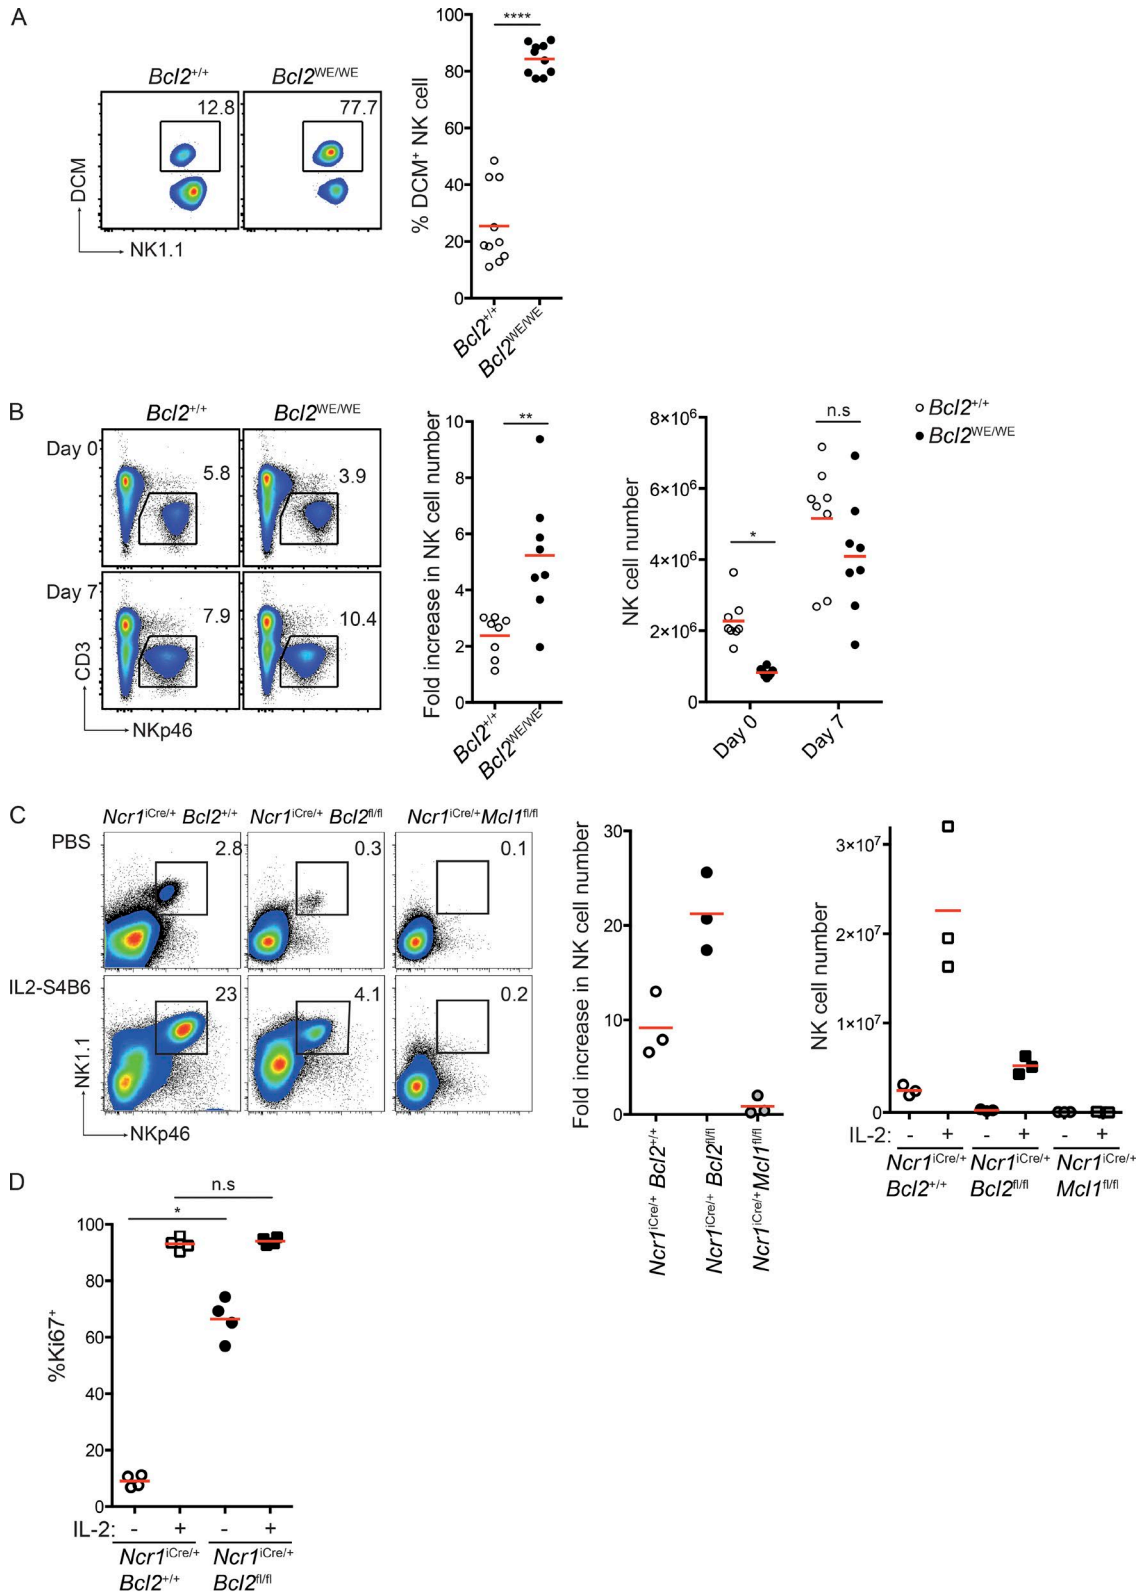 A
Bcl2+/+ Bcl2WE/WE
12.8 77.7
DCM
NK1.1
% DCM+ NK cell
100
80
60
40
20
0
****
Bcl2+/+
Bcl2WE/WE
B
Bcl2+/+ Bcl2WE/WE
Day 0
5.8 3.9
Day 7
7.9 10.4
CD3
NKp46
Fold increase in NK cell number
10
8
6
4
2
0
**
Bcl2+/+
Bcl2WE/WE
NK cell number
8×10^6
6×10^6
4×10^6
2×10^6
0
*
n.s
Day 0
Day 7
Bcl2+/+
Bcl2WE/WE
C
Ncr1iCre/+ Bcl2+/+ Ncr1iCre/+ Bcl2fl/fl Ncr1iCre/+Mcl1fl/fl
PBS
2.8 0.3 0.1
IL2-S4B6
23 4.1 0.2
NK1.1
NKp46
Fold increase in NK cell number
30
20
10
0
Ncr1iCre/+ Bcl2+/+
Ncr1iCre/+ Bcl2fl/fl
Ncr1iCre/+Mcl1fl/fl
NK cell number
3×10^7
2×10^7
1×10^7
0
IL-2: - + - + - +
Ncr1iCre/+ Ncr1iCre/+ Ncr1iCre/+
Bcl2+/+ Bcl2fl/fl Mcl1fl/fl
D
n.s
*
%Ki67+
100
80
60
40
20
0
IL-2: - + - +
Ncr1iCre/+ Ncr1iCre/+
Bcl2+/+ Bcl2fl/fl